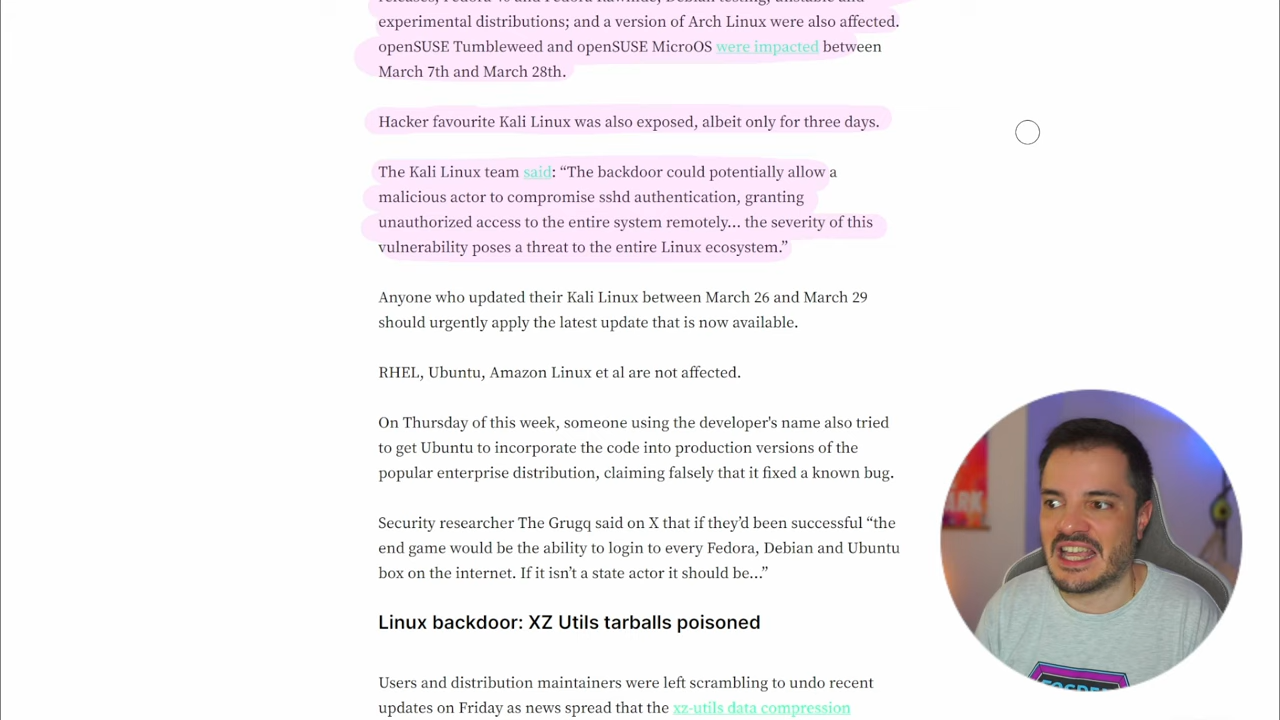 experimental distributions; and a version of Arch Linux were also affected.
openSUSE Tumbleweed and openSUSE MicroOS were impacted between
March 7th and March 28th.
Hacker favourite Kali Linux was also exposed, albeit only for three days.
The Kali Linux team said: “The backdoor could potentially allow a
malicious actor to compromise sshd authentication, granting
unauthorized access to the entire system remotely… the severity of this
vulnerability poses a threat to the entire Linux ecosystem.”
Anyone who updated their Kali Linux between March 26 and March 29
should urgently apply the latest update that is now available.
RHEL, Ubuntu, Amazon Linux et al are not affected.
On Thursday of this week, someone using the developer's name also tried
to get Ubuntu to incorporate the code into production versions of the
popular enterprise distribution, claiming falsely that it fixed a known bug.
Security researcher The Grugq said on X that if they’d been successful “the
end game would be the ability to login to every Fedora, Debian and Ubuntu
box on the internet. If it isn’t a state actor it should be…”
Linux backdoor: XZ Utils tarballs poisoned
Users and distribution maintainers were left scrambling to undo recent
updates on Friday as news spread that the xz-utils data compression